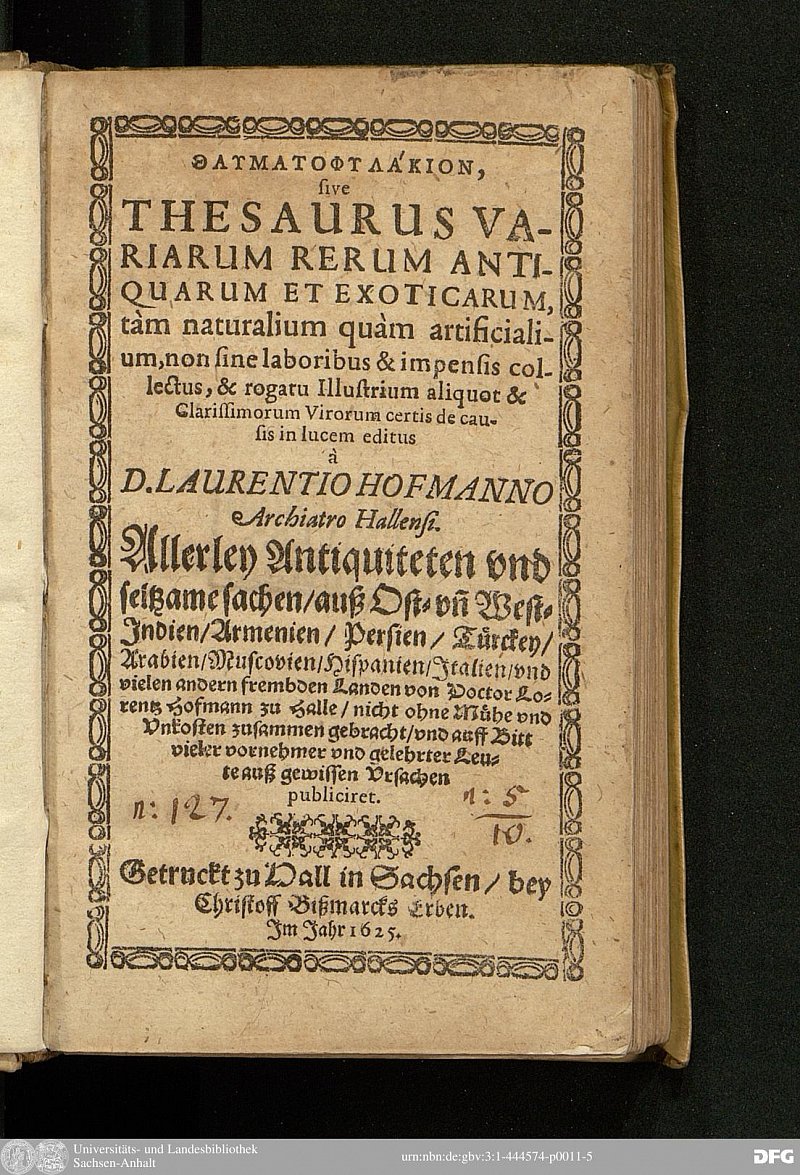 ΘΑΥΜΑΤΟΦΥΛΆΚΙΟΝ,
ſive
THESAURUS VA-
RIARUM RERUM ANTI-
QUARUM ET EXOTICARUM,
tàm naturalium quàm artificiali-
um, non ſine laboribus & impenſis col-
lectus, & rogatu Illuſtrium aliquot &
Clariſſimorum Virorum certis de cau-
ſis in lucem editus
à
D. LAURENTIO HOFMANNO
Archiatro Hallenſi.
Allerley Antiquiteten vnd
ſeltzame ſachen/auß Oſt- vñ Weſt-
Indien/Armenien/ Perſien/ Türckey/
Arabien/Muſcovien/Hiſpanien/Italien/vnd
vielen andern frembden Landen von Doctor Lo-
rentz Hofmann zu Halle/ nicht ohne Mühe vnd
Vnkoſten zuſammen gebracht/vnd auff Bitt
vieler vornehmer vnd gelehrter Leu-
te auß gewiſſen Vrſachen
publiciret.
n: 127.
n: 5
10.
Getruckt zu Hall in Sachſen/ bey
Chriſtoff Bißmarcks Erben.
Im Jahr 1625.
Universitäts- und Landesbibliothek
Sachsen-Anhalt
urn:nbn:de:gbv:3:1-444574-p0011-5
DFG